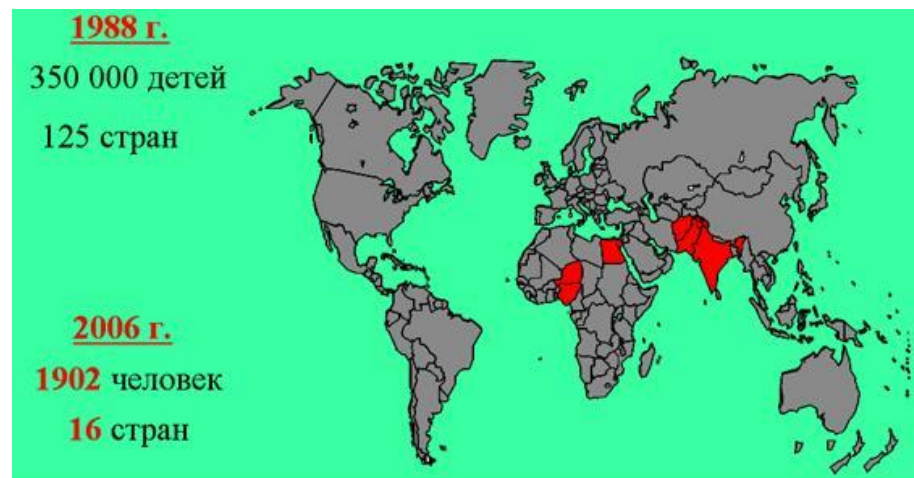 1988 г.
350 000 детей
125 стран
2006 г.
1902 человек
16 стран